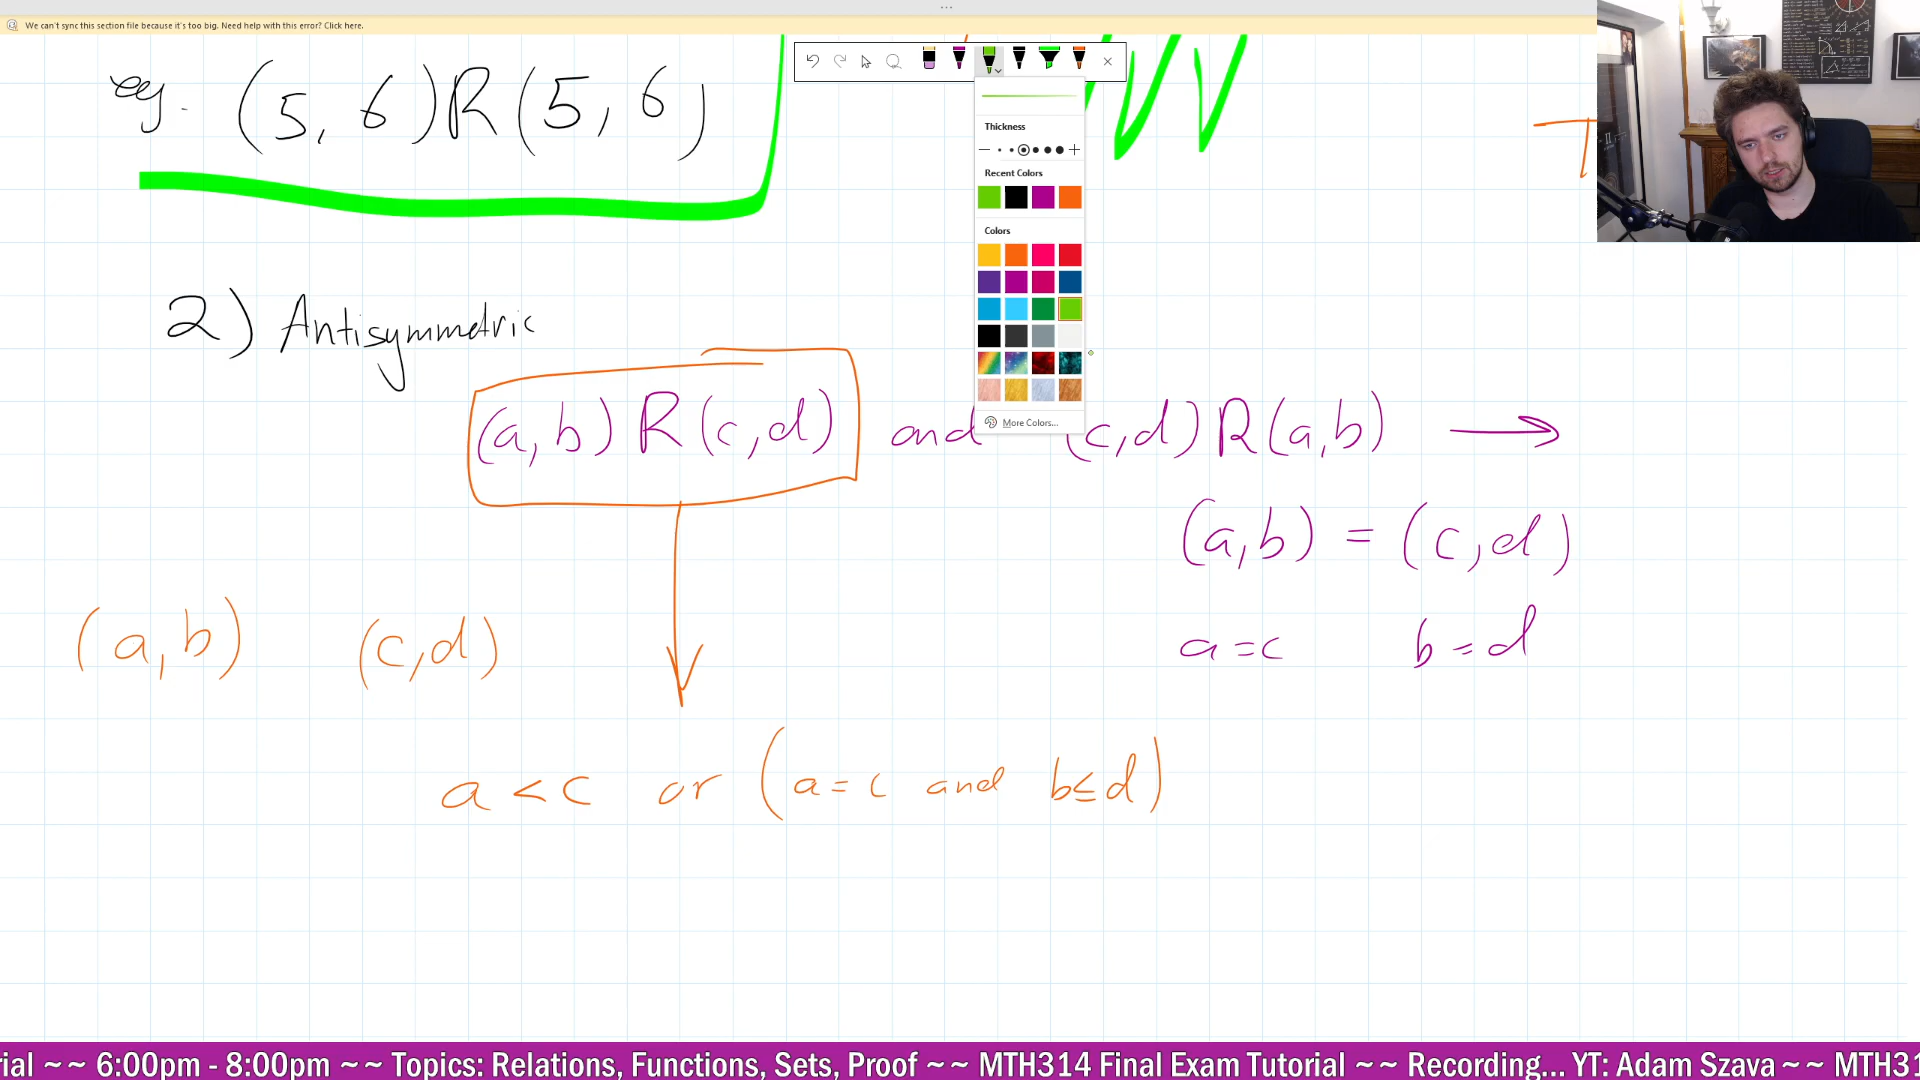 We can't sync this section file because it's too big. Need help with this error? Click here.
eg. (5, 6) R (5, 6)
Thickness
Recent Colors
Colors
More Colors...
2) Antisymmetric
(a, b) R (c, d) and (c, d) R (a, b) →
(a, b) = (c, d)
(a, b) (c, d)
a = c b = d
a < c or (a = c and b ≤ d)
rial ~~ 6:00pm - 8:00pm ~~ Topics: Relations, Functions, Sets, Proof ~~ MTH314 Final Exam Tutorial ~~ Recording... YT: Adam Szava ~~ MTH31